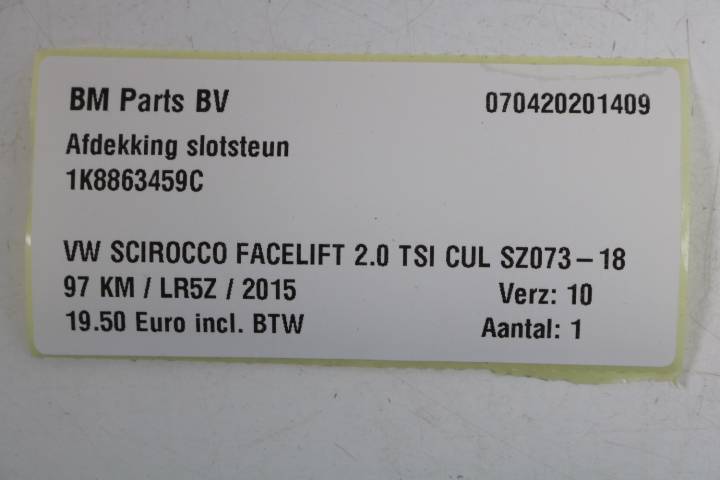 BM Parts BV 070420201409
Afdekking slotsteun
1K8863459C
VW SCIROCCO FACELIFT 2.0 TSI CUL SZ073-18
97 KM / LR5Z / 2015 Verz: 10
19.50 Euro incl. BTW Aantal: 1